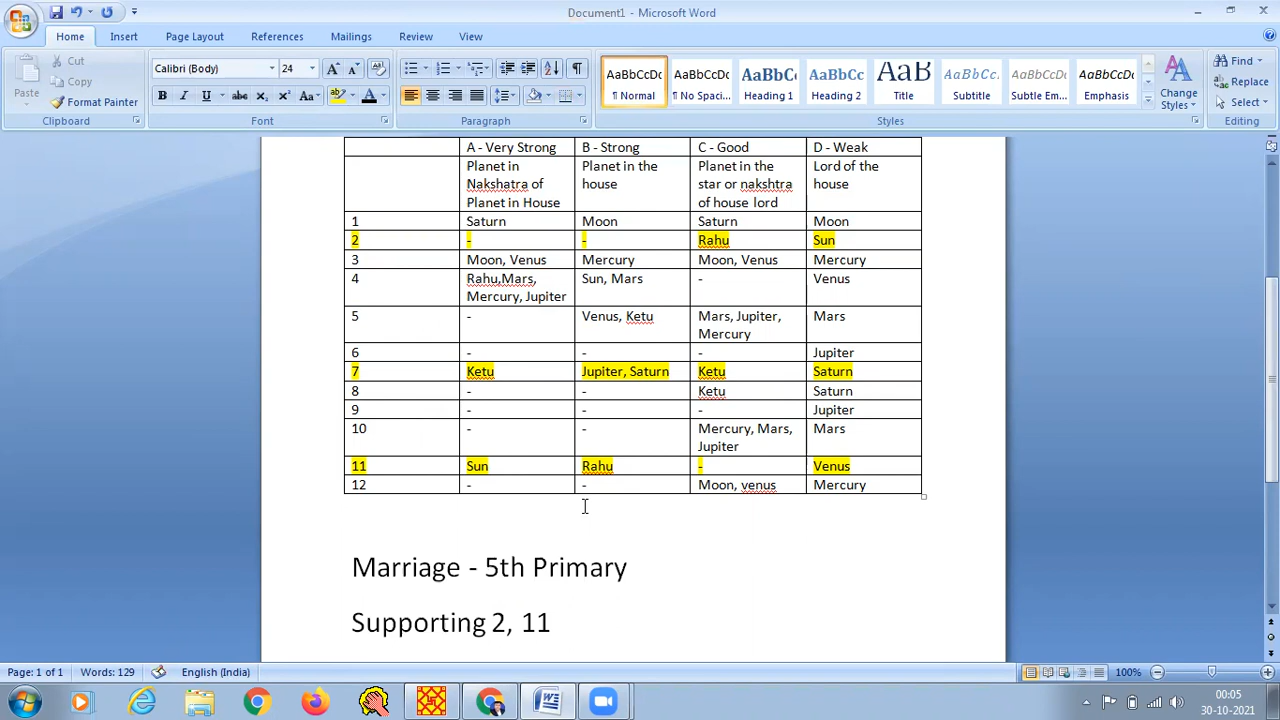 Document1 - Microsoft Word
Home Insert Page Layout References Mailings Review View
Cut
Copy
Paste
Format Painter
Clipboard
Calibri (Body) 24
Font
Paragraph
AaBbCcDc AaBbCcDc AaBbCc AaBbCc AaB AaBbCc. AaBbCcDc AaBbCcDc
¶ Normal ¶ No Spaci... Heading 1 Heading 2 Title Subtitle Subtle Em... Emphasis
Change Styles
Styles
Find
Replace
Select
Editing
A - Very Strong B - Strong C - Good D - Weak
Planet in Planet in the Planet in the Lord of the
Nakshatra of house star or nakshtra house
Planet in House of house lord
1 Saturn Moon Saturn Moon
2 - - Rahu Sun
3 Moon, Venus Mercury Moon, Venus Mercury
4 Rahu,Mars, Sun, Mars - Venus
Mercury, Jupiter
5 - Venus, Ketu Mars, Jupiter, Mars
Mercury
6 - - - Jupiter
7 Ketu Jupiter, Saturn Ketu Saturn
8 - - Ketu Saturn
9 - - - Jupiter
10 - - Mercury, Mars, Mars
Jupiter
11 Sun Rahu - Venus
12 - - Moon, venus Mercury
Marriage - 5th Primary
Supporting 2, 11
Page: 1 of 1 Words: 129 English (India) 100%
00:05
30-10-2021